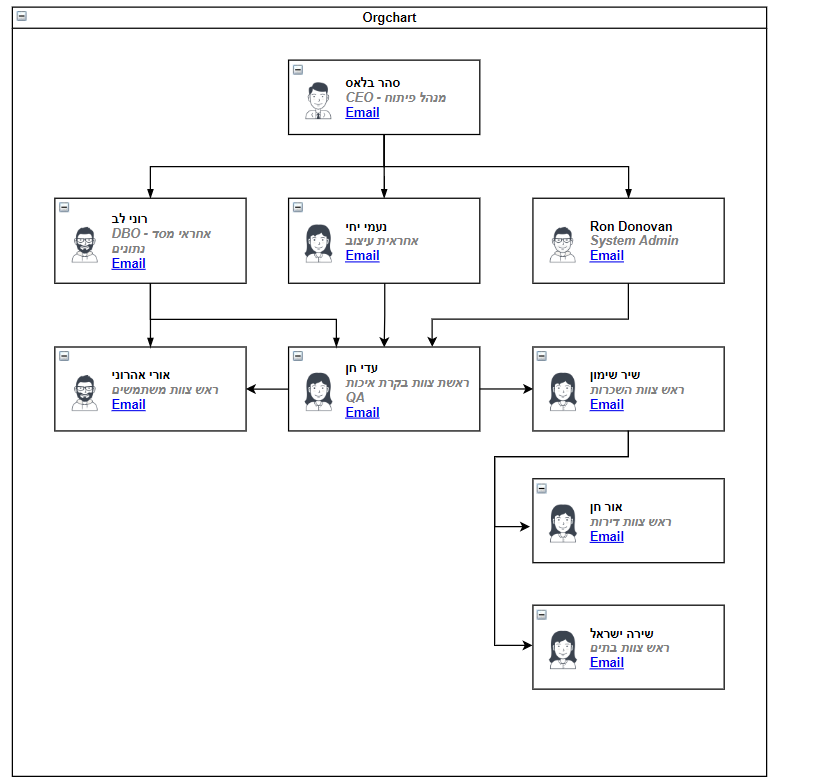 Orgchart
סהר בלאס
CEO - מנהל פיתוח
Email
רוני לב
DBO - אחראי מסד
נתונים
Email
נעמי יחי
אחראית עיצוב
Email
Ron Donovan
System Admin
Email
אורי אהרוני
ראש צוות משתמשים
Email
עדי חן
ראשת צוות בקרת איכות
QA
Email
שיר שימון
ראש צוות השכרות
Email
אור חן
ראש צוות דירות
Email
שירה ישראל
ראש צוות בתים
Email